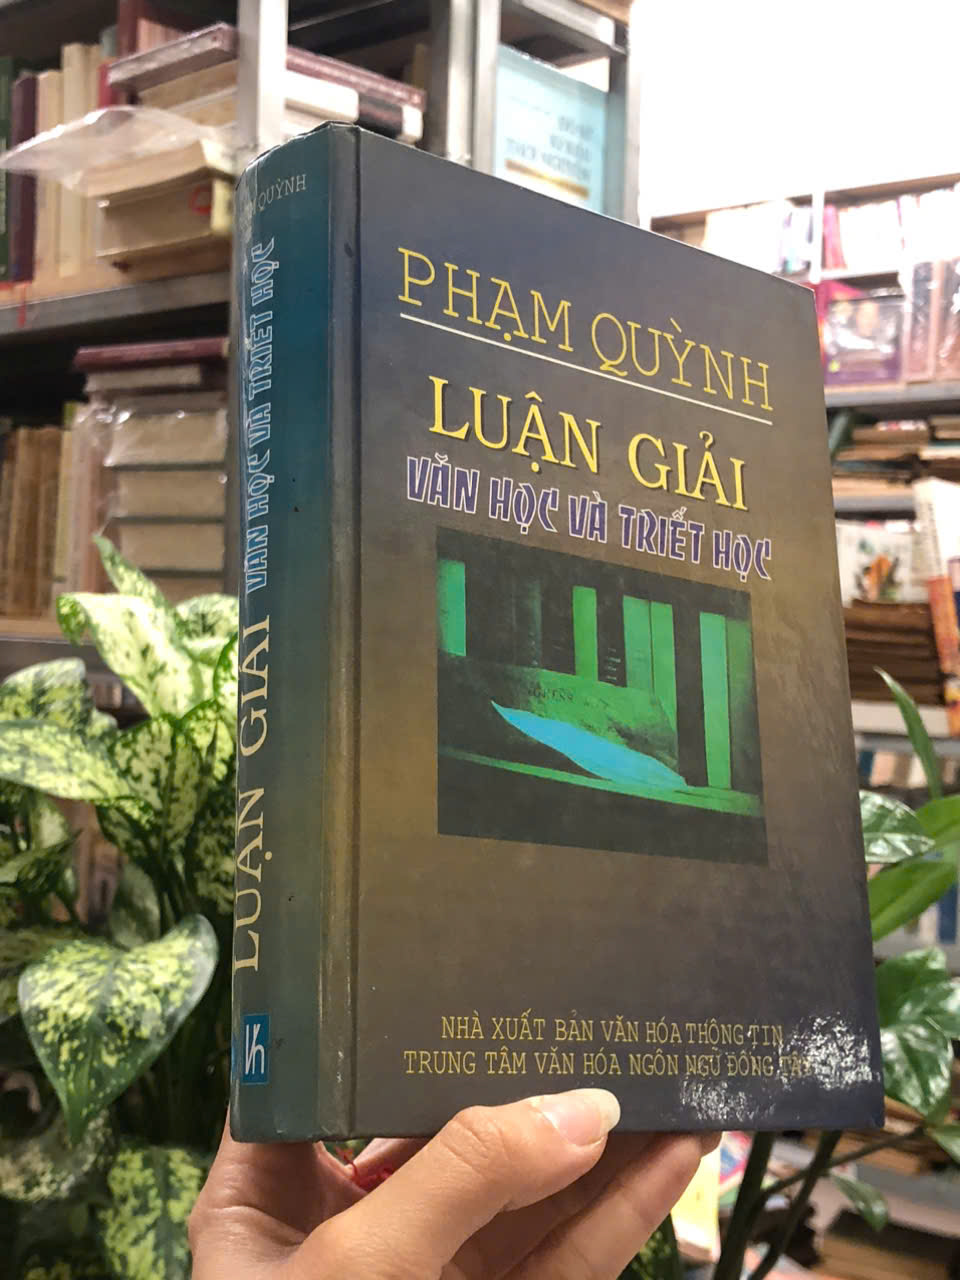 PHẠM QUỲNH
LUẬN GIẢI
VĂN HỌC VÀ TRIẾT HỌC
NHÀ XUẤT BẢN VĂN HÓA THÔNG TIN
TRUNG TÂM VĂN HÓA NGÔN NGỮ ĐÔNG TÂY
QUỲNH
LUẬN GIẢI VĂN HỌC VÀ TRIẾT HỌC